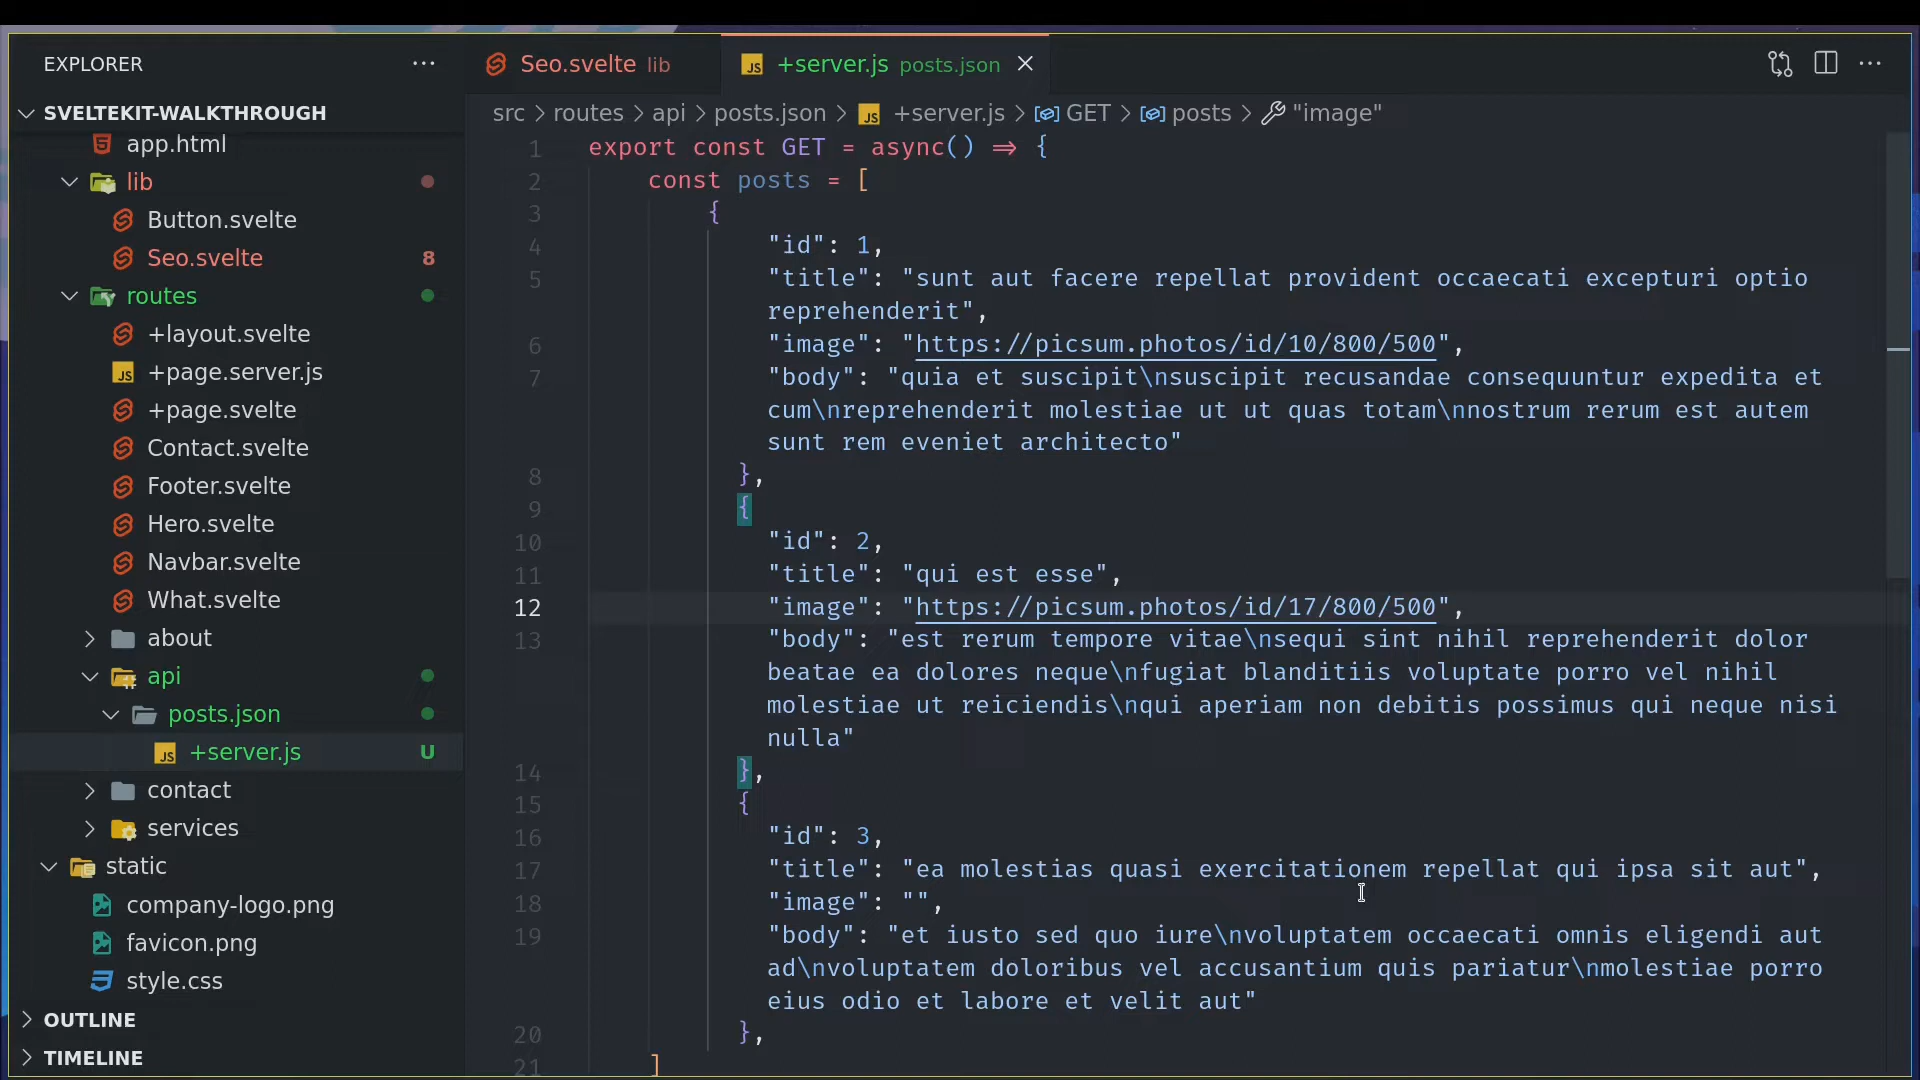 EXPLORER
SVELTEKIT-WALKTHROUGH
app.html
lib
Button.svelte
Seo.svelte 8
routes
+layout.svelte
+page.server.js
+page.svelte
Contact.svelte
Footer.svelte
Hero.svelte
Navbar.svelte
What.svelte
about
api
posts.json
+server.js U
contact
services
static
company-logo.png
favicon.png
style.css
OUTLINE
TIMELINE
Seo.svelte lib
JS +server.js posts.json
src > routes > api > posts.json > JS +server.js > GET > posts > "image"
1 export const GET = async() => {
2 const posts = [
3 {
4 "id": 1,
5 "title": "sunt aut facere repellat provident occaecati excepturi optio
reprehenderit",
6 "image": "https://picsum.photos/id/10/800/500",
7 "body": "quia et suscipit\nsuscipit recusandae consequuntur expedita et
cum\nreprehenderit molestiae ut ut quas totam\nnostrum rerum est autem
sunt rem eveniet architecto"
8 },
9 {
10 "id": 2,
11 "title": "qui est esse",
12 "image": "https://picsum.photos/id/17/800/500",
13 "body": "est rerum tempore vitae\nsequi sint nihil reprehenderit dolor
beatae ea dolores neque\nfugiat blanditiis voluptate porro vel nihil
molestiae ut reiciendis\nqui aperiam non debitis possimus qui neque nisi
nulla"
14 },
15 {
16 "id": 3,
17 "title": "ea molestias quasi exercitationem repellat qui ipsa sit aut",
18 "image": "",
19 "body": "et iusto sed quo iure\nvoluptatem occaecati omnis eligendi aut
ad\nvoluptatem doloribus vel accusantium quis pariatur\nmolestiae porro
eius odio et labore et velit aut"
20 },
21 ]